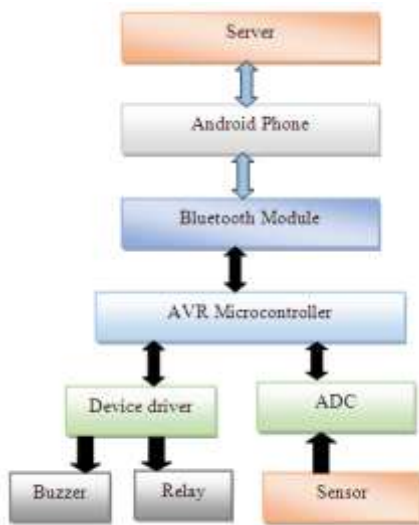 Server
Android Phone
Bluetooth Module
AVR Microcontroller
Device driver
ADC
Buzzer
Relay
Sensor